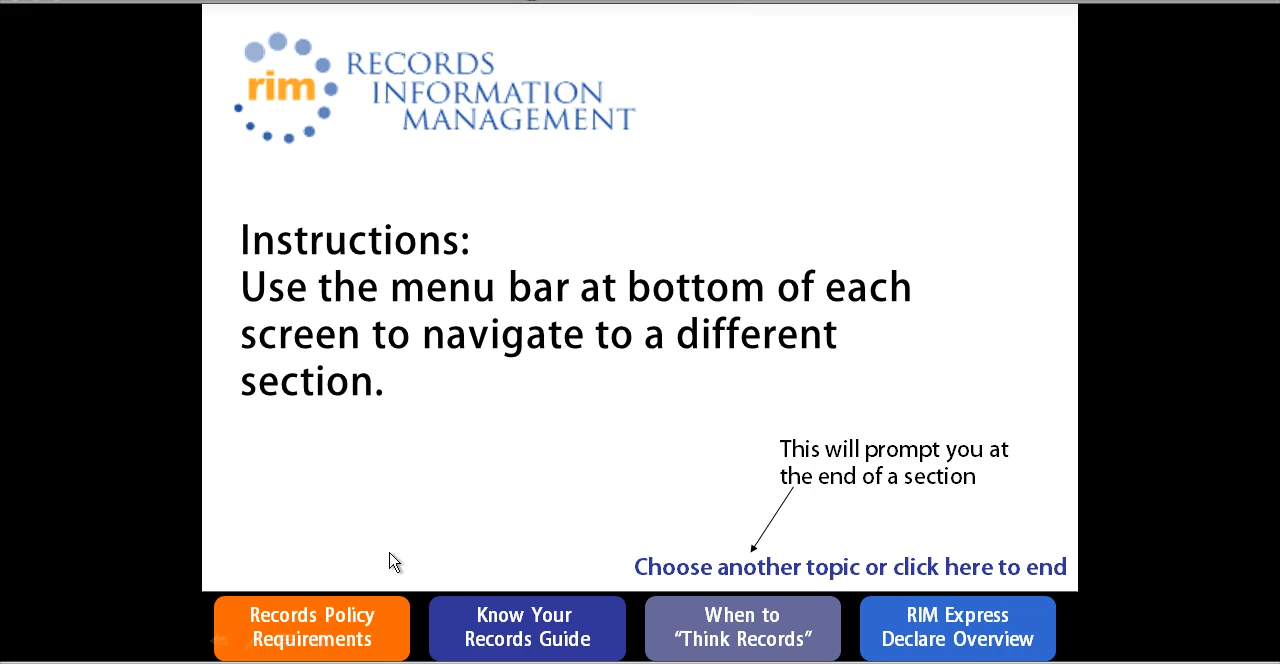 rim
RECORDS
INFORMATION
MANAGEMENT
Instructions:
Use the menu bar at bottom of each
screen to navigate to a different
section.
This will prompt you at
the end of a section
Choose another topic or click here to end
Records Policy
Requirements
Know Your
Records Guide
When to
“Think Records”
RIM Express
Declare Overview